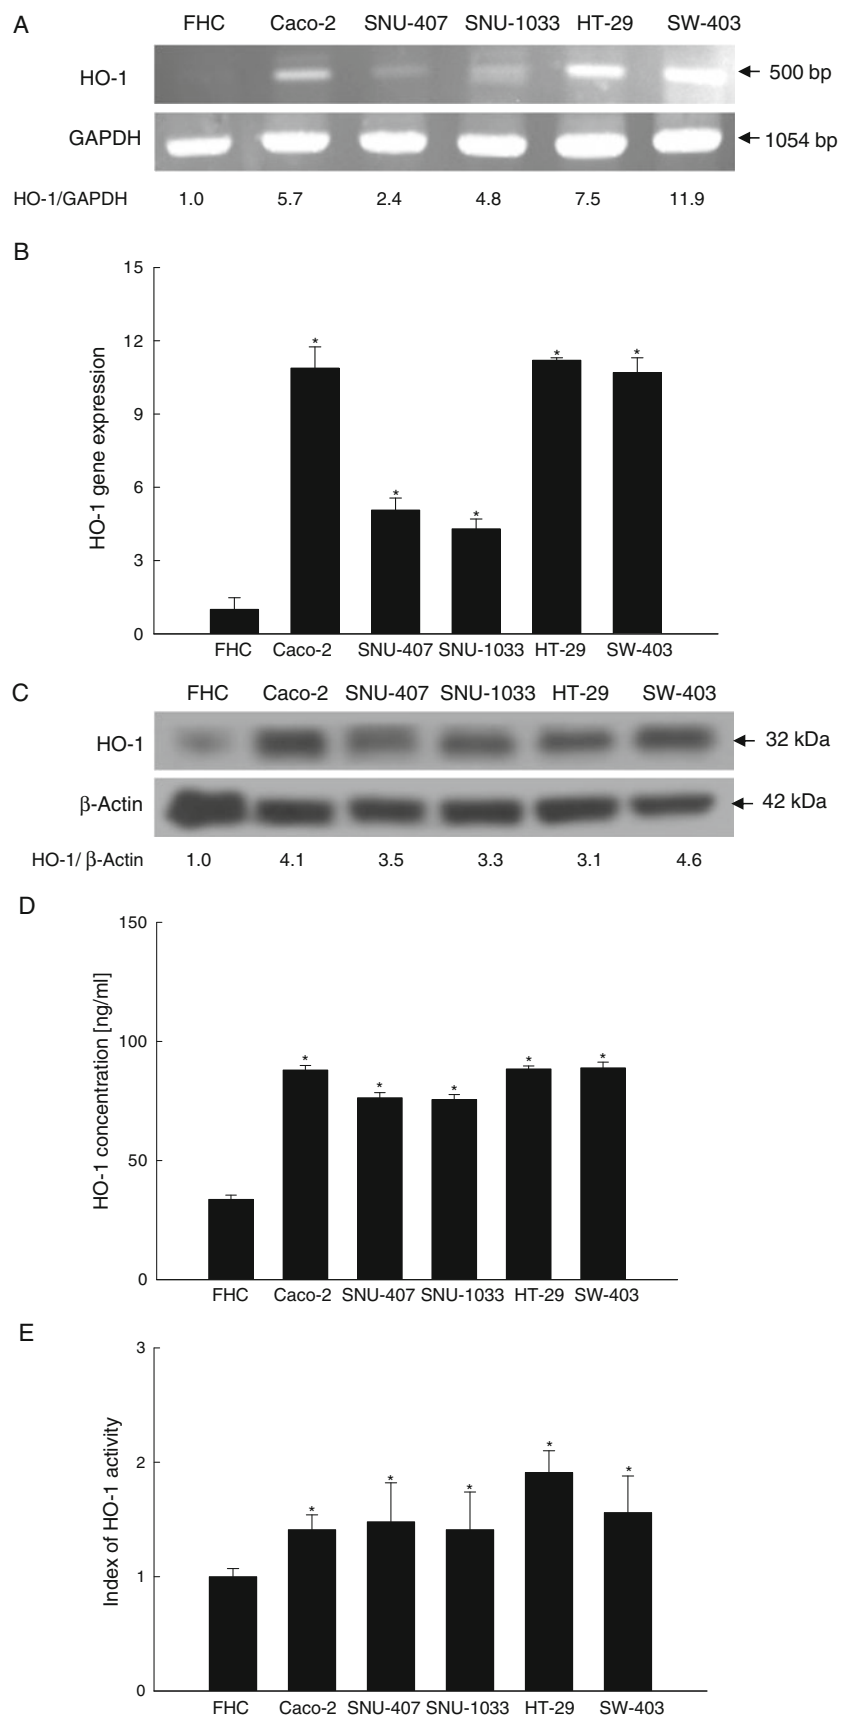 A
FHC Caco-2 SNU-407 SNU-1033 HT-29 SW-403
HO-1
500 bp
GAPDH
1054 bp
HO-1/GAPDH 1.0 5.7 2.4 4.8 7.5 11.9
B
HO-1 gene expression
15
12
9
6
3
0
* * * * *
FHC Caco-2 SNU-407 SNU-1033 HT-29 SW-403
C
FHC Caco-2 SNU-407 SNU-1033 HT-29 SW-403
HO-1
32 kDa
β-Actin
42 kDa
HO-1/ β-Actin 1.0 4.1 3.5 3.3 3.1 4.6
D
HO-1 concentration [ng/ml]
150
100
50
0
* * * * *
FHC Caco-2 SNU-407 SNU-1033 HT-29 SW-403
E
Index of HO-1 activity
3
2
1
0
* * * * *
FHC Caco-2 SNU-407 SNU-1033 HT-29 SW-403